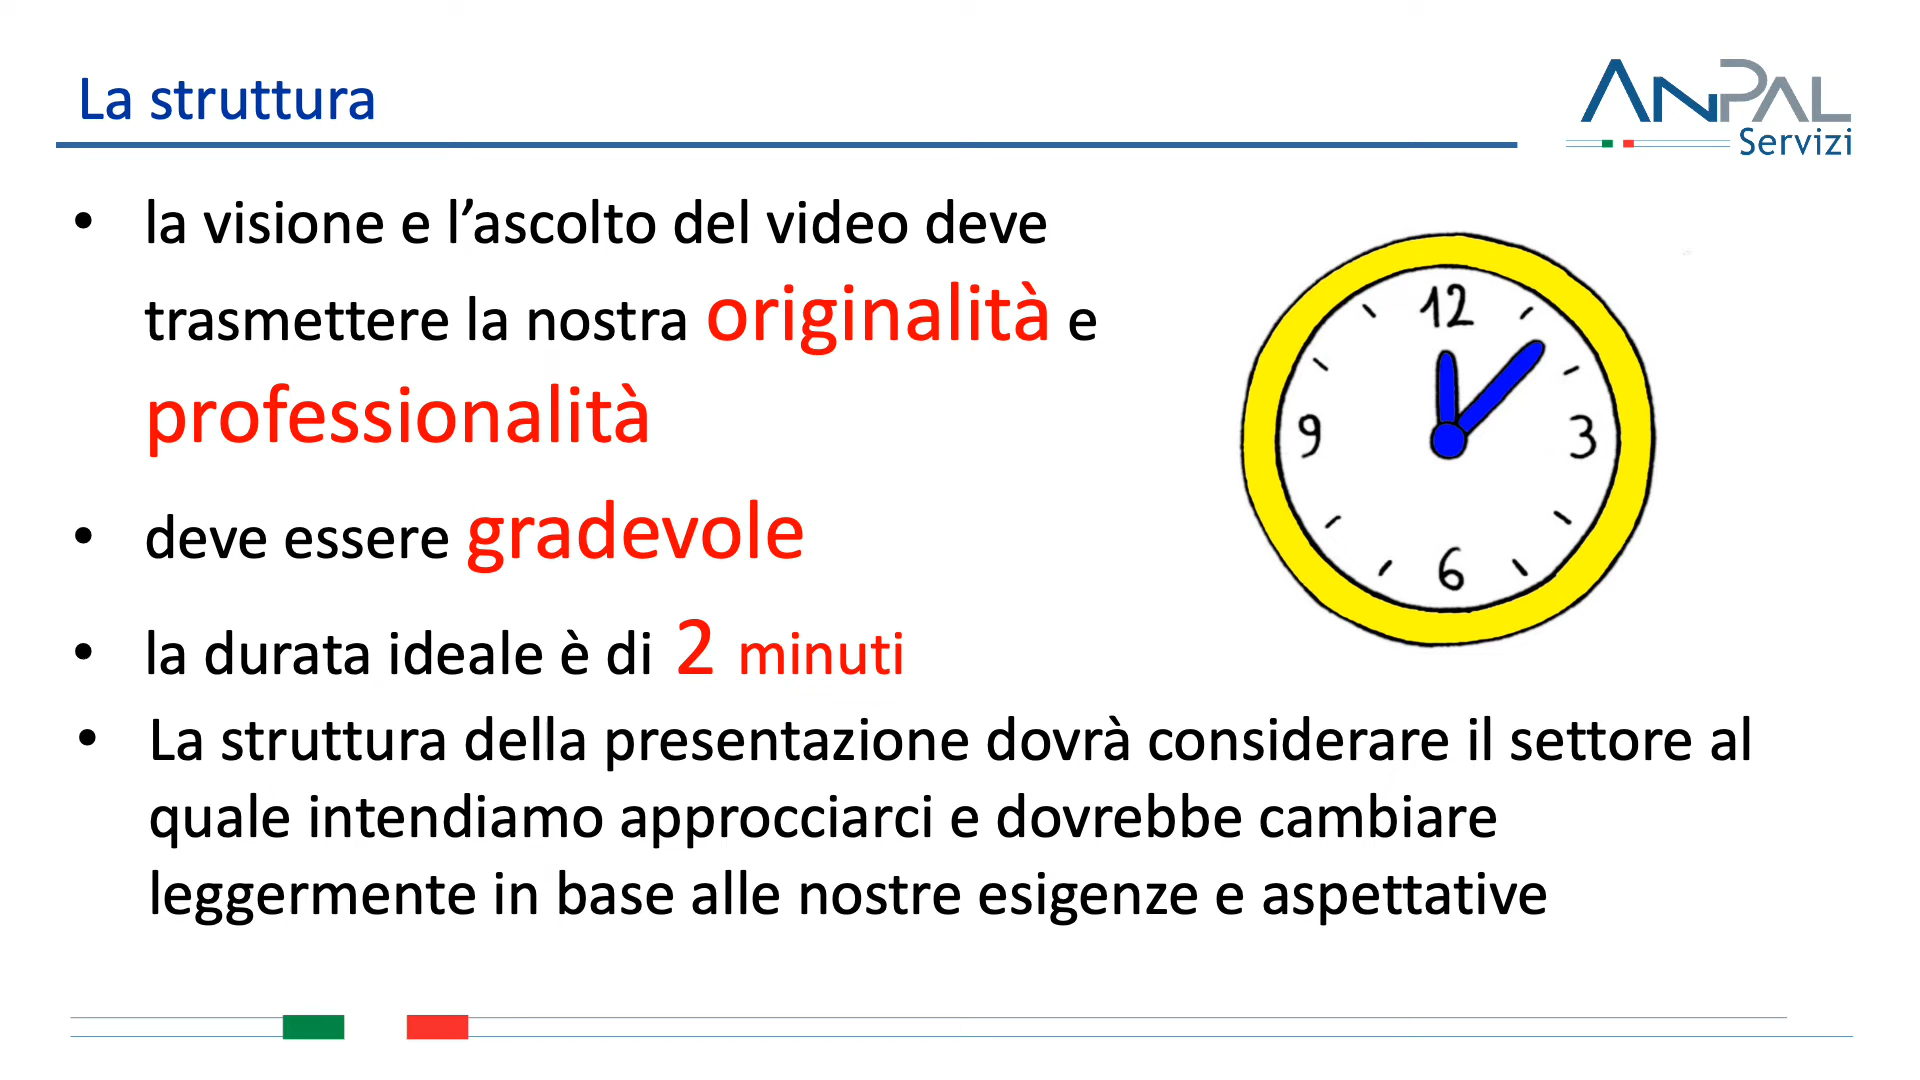 La struttura
ANPAL
Servizi
• la visione e l’ascolto del video deve
trasmettere la nostra originalità e
professionalità
• deve essere gradevole
• la durata ideale è di 2 minuti
• La struttura della presentazione dovrà considerare il settore al
quale intendiamo approcciarci e dovrebbe cambiare
leggermente in base alle nostre esigenze e aspettative
12
9
3
6